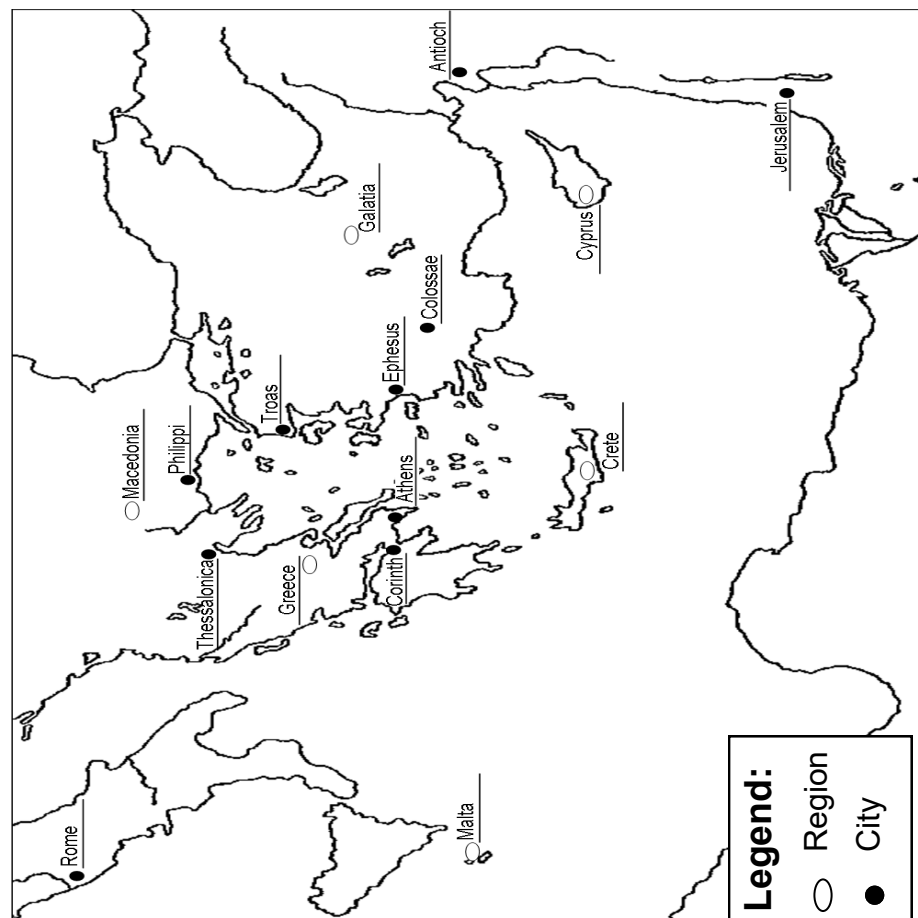 Rome
Malta
Thessalonica
Greece
Corinth
Macedonia
Philippi
Athens
Crete
Troas
Ephesus
Colossae
Galatia
Cyprus
Antioch
Jerusalem
Legend:
Region
City